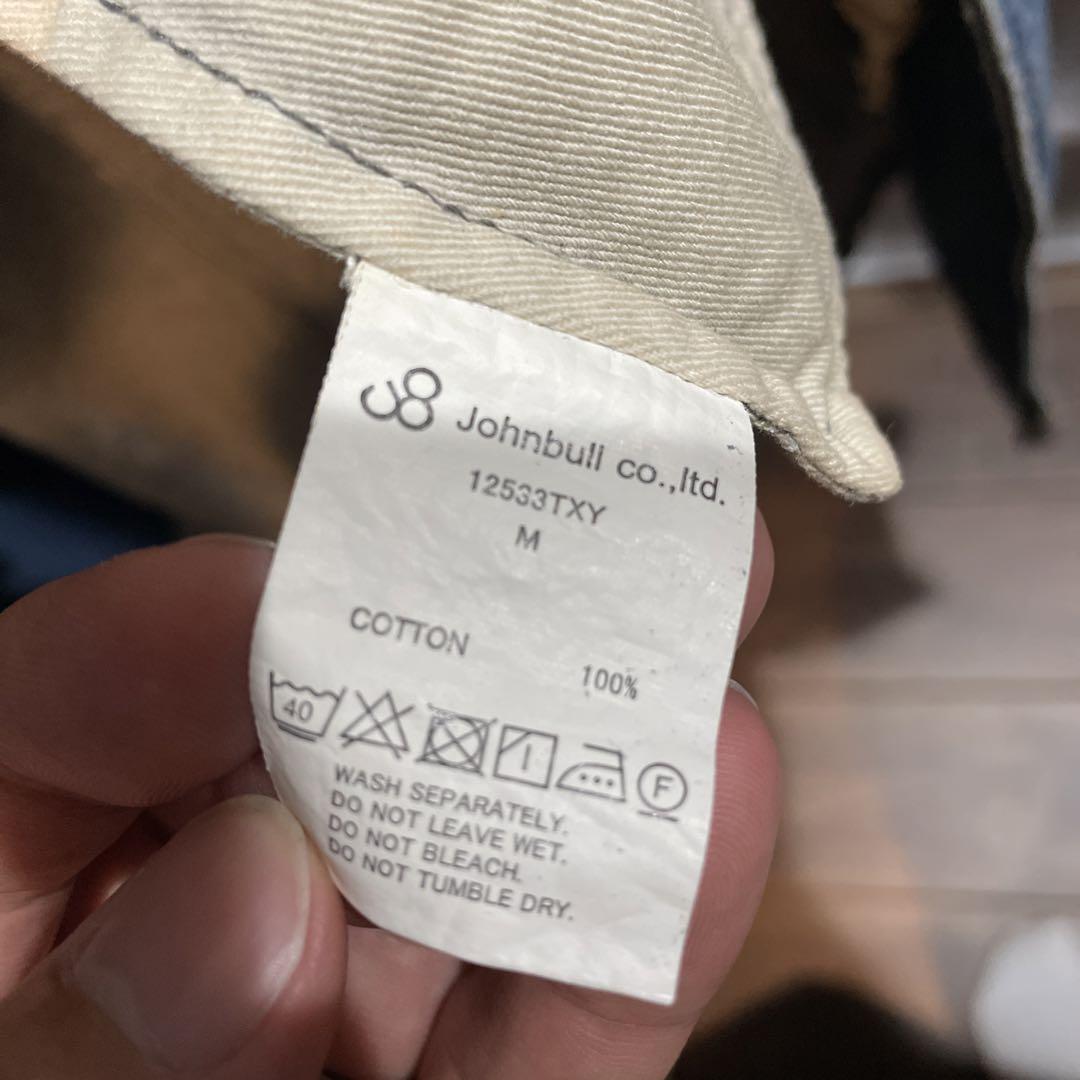 Johnbull co.,ltd.
12533TXY
M
COTTON 100%
40
F
WASH SEPARATELY.
DO NOT LEAVE WET.
DO NOT BLEACH.
DO NOT TUMBLE DRY.